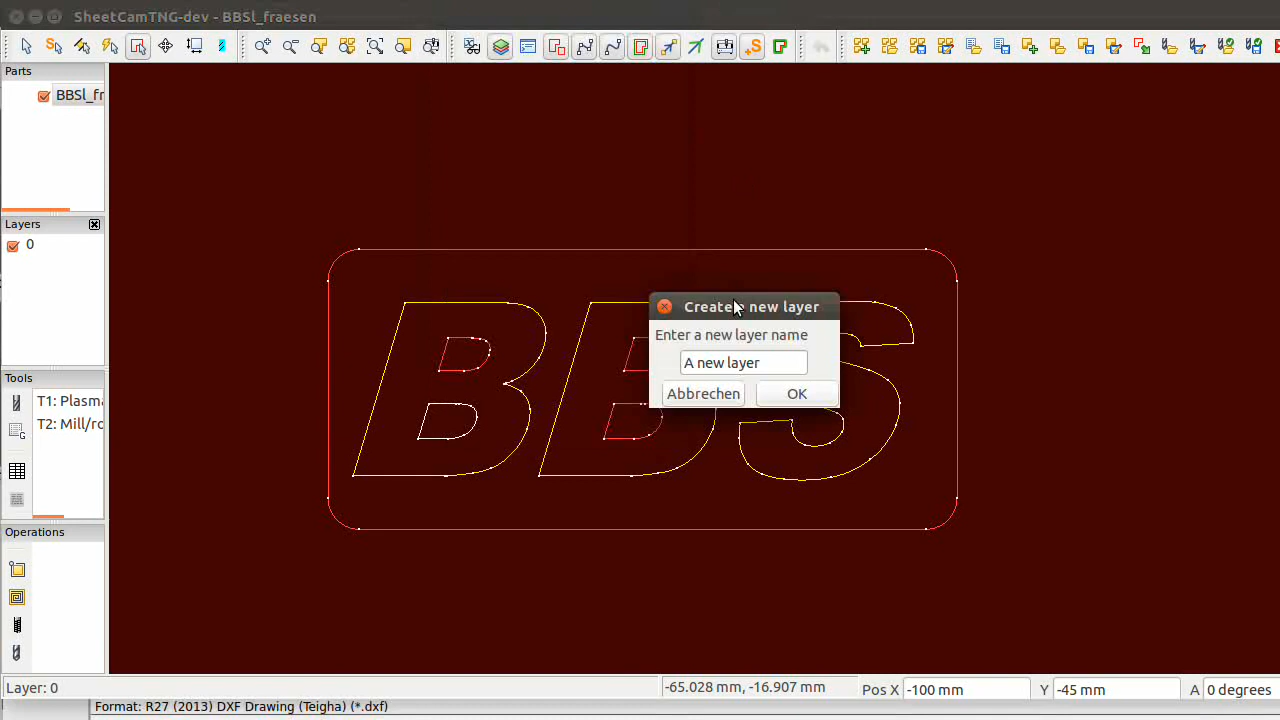 SheetCamTNG-dev - BBSl_fraesen
Parts
BBSl_fr
Layers
0
Tools
T1: Plasma
T2: Mill/ro
Operations
BBS
Create new layer
Enter a new layer name
A new layer
Abbrechen
OK
Layer: 0
-65.028 mm, -16.907 mm
Pos X
-100 mm
Y
-45 mm
A
0 degrees
Format: R27 (2013) DXF Drawing (Teigha) (*.dxf)